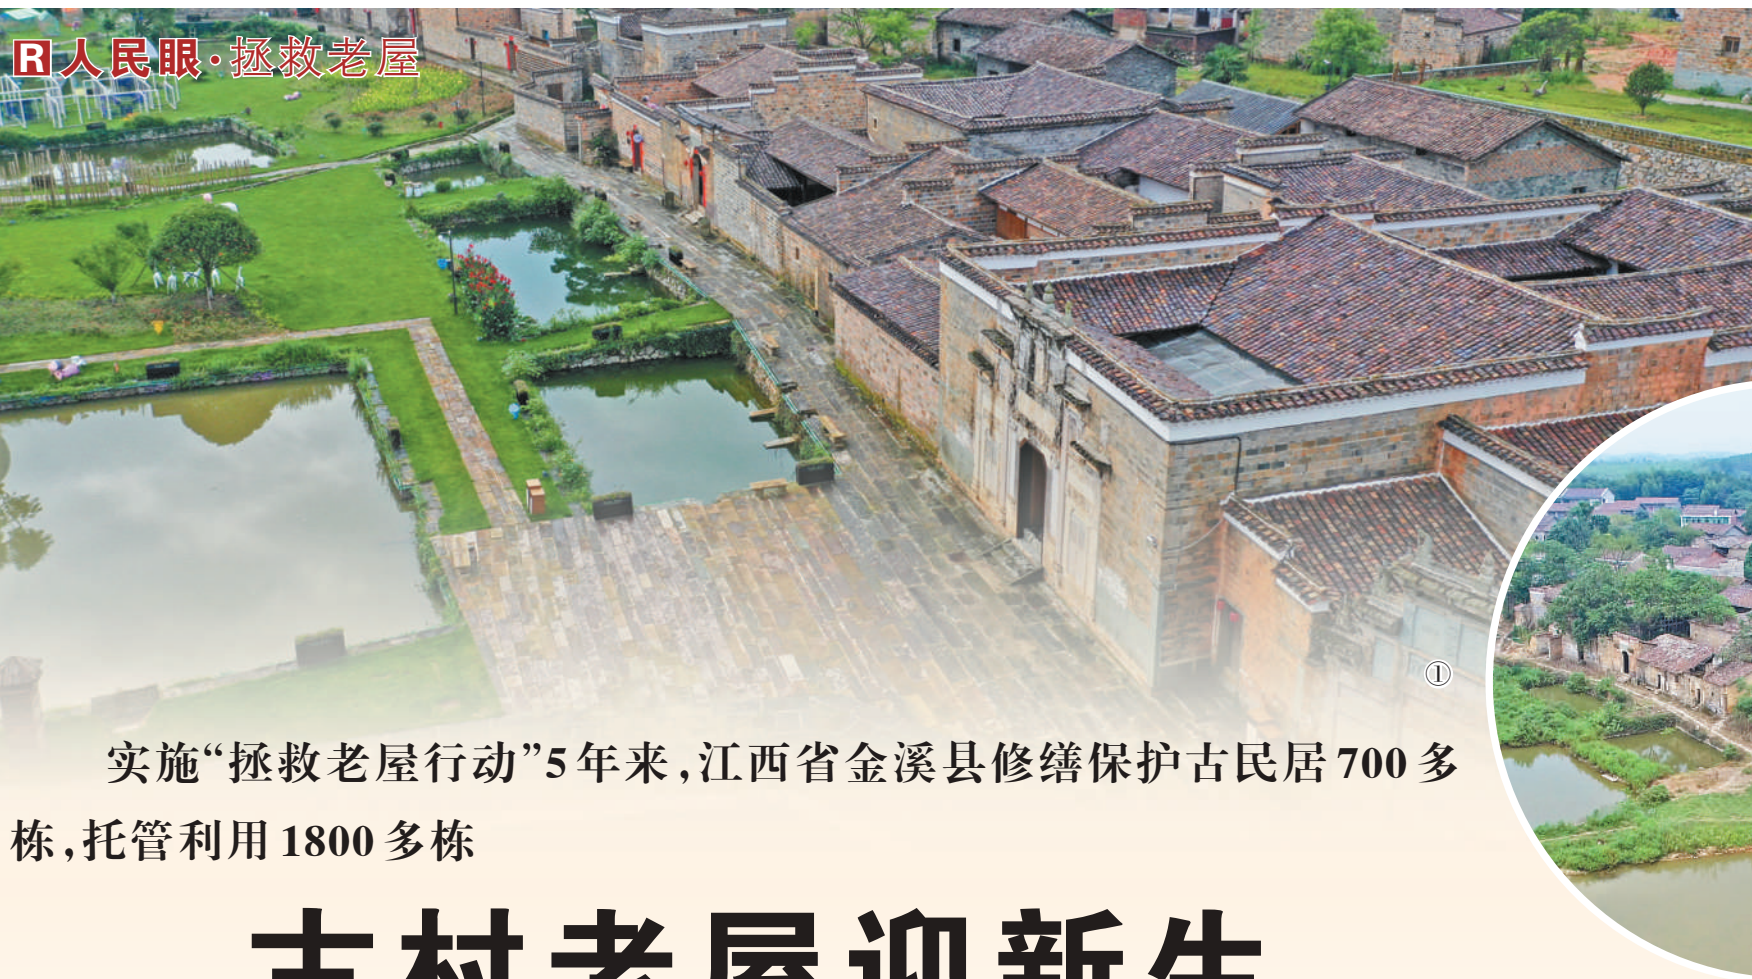 R 人民眼·拯救老屋
①
实施“拯救老屋行动”5年来,江西省金溪县修缮保护古民居700多
栋,托管利用1800多栋
古村老屋迎新生